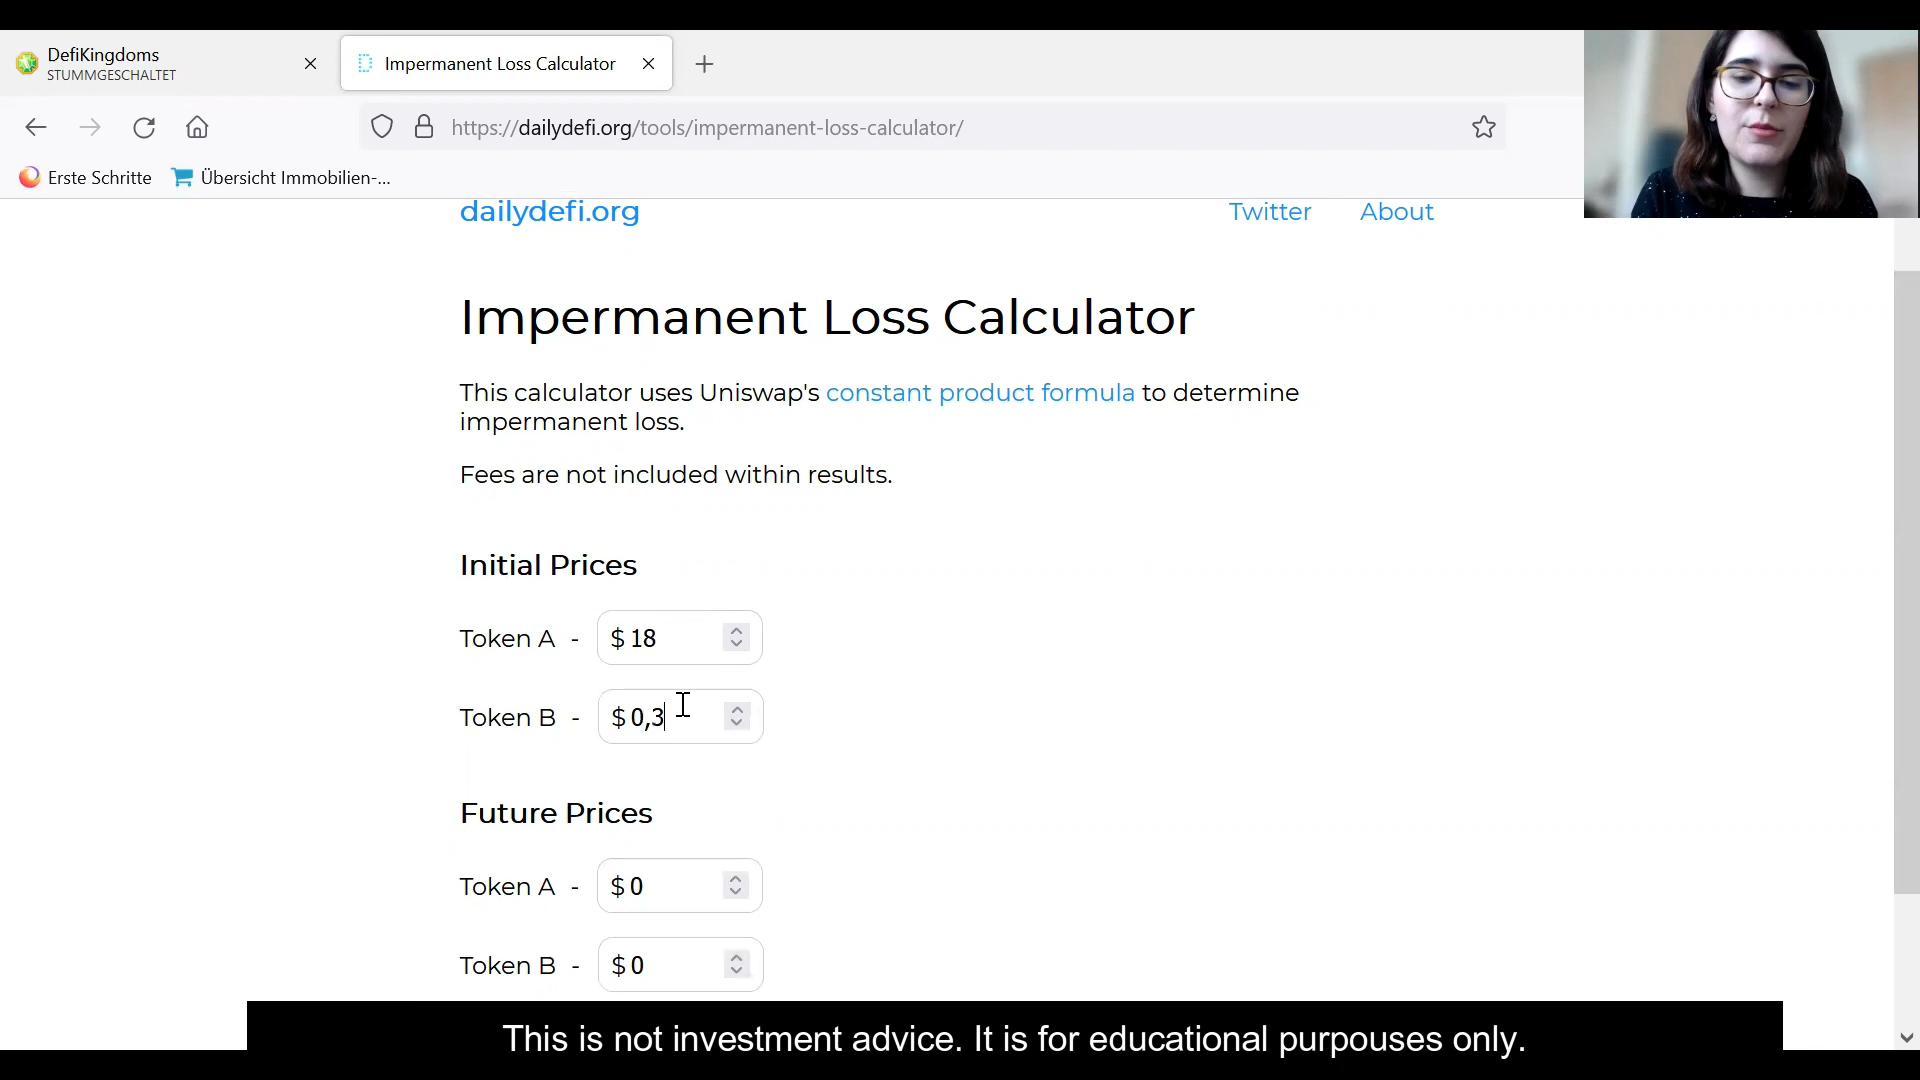 DefiKingdoms
STUMMGESCHALTET
Impermanent Loss Calculator
https://dailydefi.org/tools/impermanent-loss-calculator/
Erste Schritte
Übersicht Immobilien-...
dailydefi.org
Twitter
About
Impermanent Loss Calculator
This calculator uses Uniswap's constant product formula to determine
impermanent loss.
Fees are not included within results.
Initial Prices
Token A - $ 18
Token B - $ 0,3
Future Prices
Token A - $ 0
Token B - $ 0
This is not investment advice. It is for educational purpouses only.